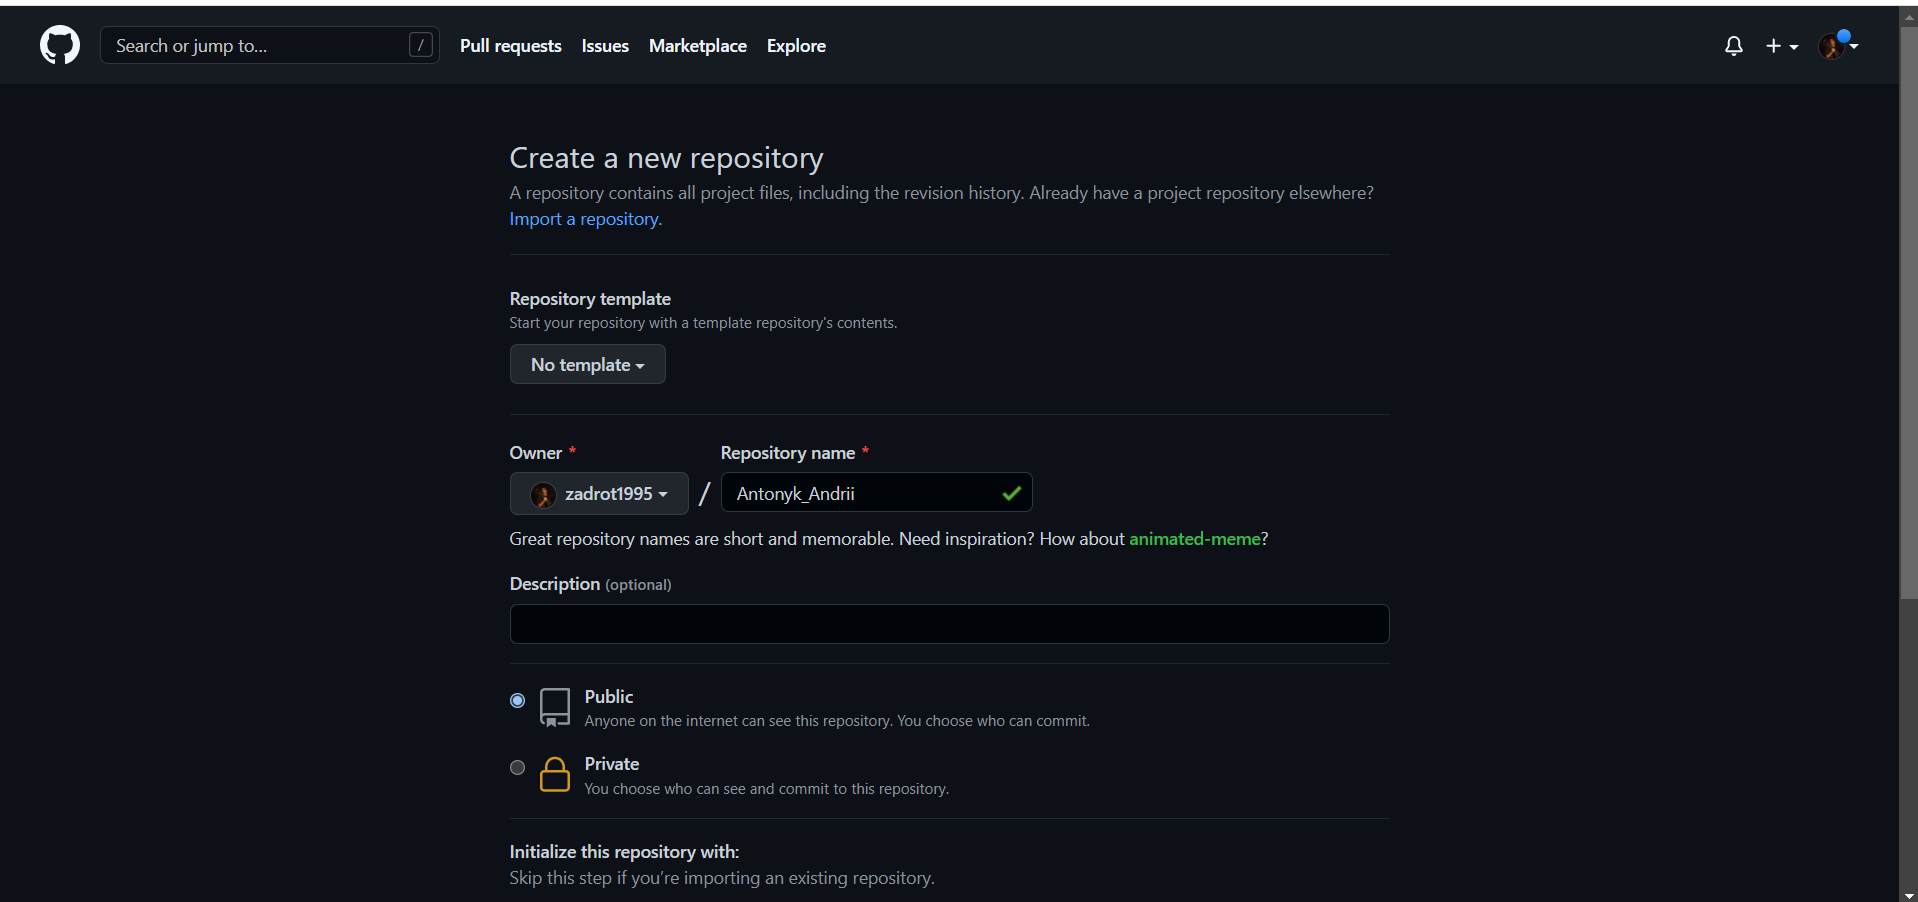 Search or jump to... / Pull requests Issues Marketplace Explore
Create a new repository
A repository contains all project files, including the revision history. Already have a project repository elsewhere?
Import a repository.
Repository template
Start your repository with a template repository's contents.
No template
Owner * Repository name *
zadrot1995 / Antonyk_Andrii
Great repository names are short and memorable. Need inspiration? How about animated-meme?
Description (optional)
Public
Anyone on the internet can see this repository. You choose who can commit.
Private
You choose who can see and commit to this repository.
Initialize this repository with:
Skip this step if you’re importing an existing repository.